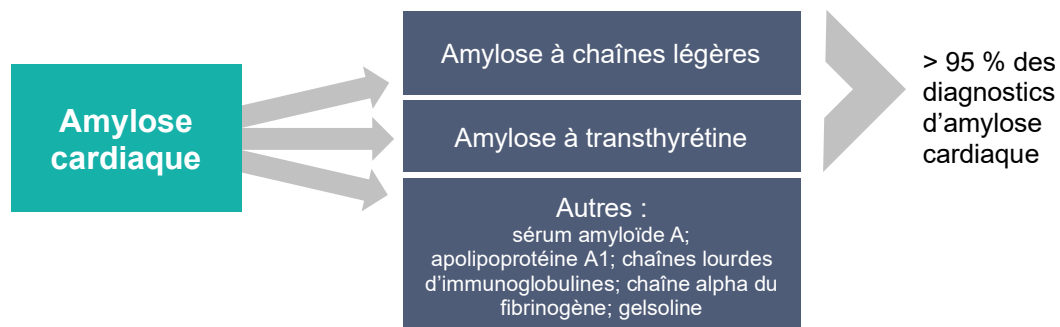 Amylose
cardiaque
Amylose à chaînes légères
Amylose à transthyrétine
Autres :
sérum amyloïde A;
apolipoprotéine A1; chaînes lourdes
d’immunoglobulines; chaîne alpha du
fibrinogène; gelsoline
> 95 % des
diagnostics
d’amylose
cardiaque